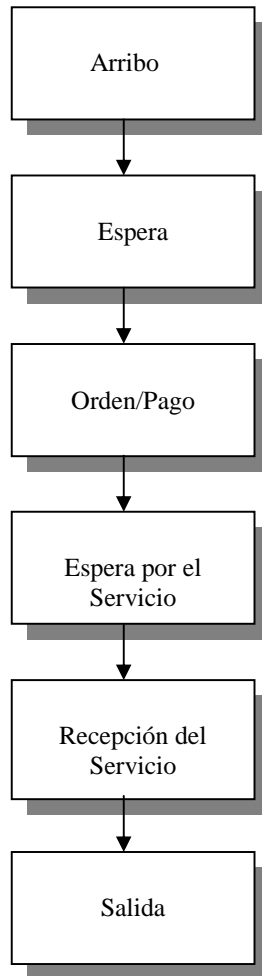 Arribo
Espera
Orden/Pago
Espera por el
Servicio
Recepción del
Servicio
Salida